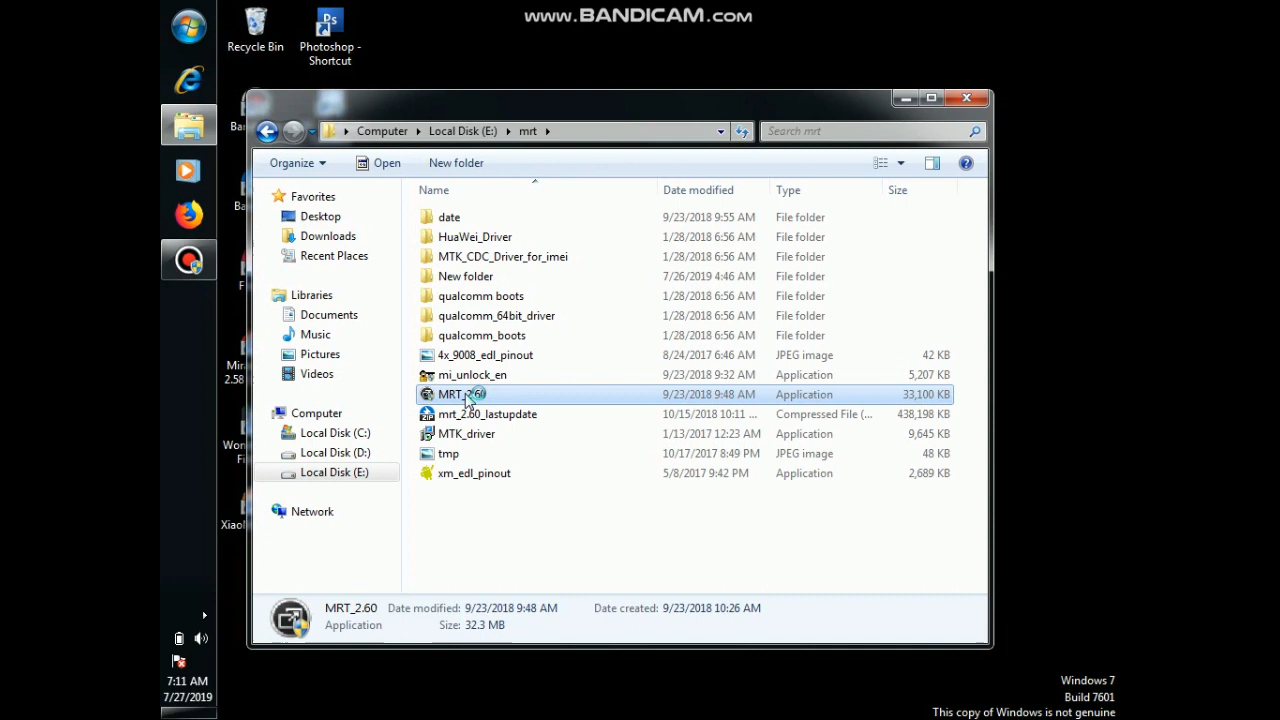 www.BANDICAM.com
Recycle Bin
Photoshop -
Shortcut
Computer
Local Disk (E:)
mrt
Search mrt
Organize
Open
New folder
Name
Date modified
Type
Size
Favorites
Desktop
Downloads
Recent Places
Libraries
Documents
Music
Pictures
Videos
Computer
Local Disk (C:)
Local Disk (D:)
Local Disk (E:)
Network
date 9/23/2018 9:55 AM File folder
HuaWei_Driver 1/28/2018 6:56 AM File folder
MTK_CDC_Driver_for_imei 1/28/2018 6:56 AM File folder
New folder 7/26/2019 4:46 AM File folder
qualcomm boots 1/28/2018 6:56 AM File folder
qualcomm_64bit_driver 1/28/2018 6:56 AM File folder
qualcomm_boots 1/28/2018 6:56 AM File folder
4x_9008_edl_pinout 8/24/2017 6:46 AM JPEG image 42 KB
mi_unlock_en 9/23/2018 9:32 AM Application 5,207 KB
MRT_2.60 9/23/2018 9:48 AM Application 33,100 KB
mrt_2.60_lastupdate 10/15/2018 10:11 ... Compressed File (... 438,198 KB
MTK_driver 1/13/2017 12:23 AM Application 9,645 KB
tmp 10/17/2017 8:49 PM JPEG image 48 KB
xm_edl_pinout 5/8/2017 9:42 PM Application 2,689 KB
MRT_2.60 Date modified: 9/23/2018 9:48 AM Date created: 9/23/2018 10:26 AM
Application Size: 32.3 MB
Ba
Ba
F
Mira
2.58
Wo
Fi
Xiaol
7:11 AM
7/27/2019
Windows 7
Build 7601
This copy of Windows is not genuine